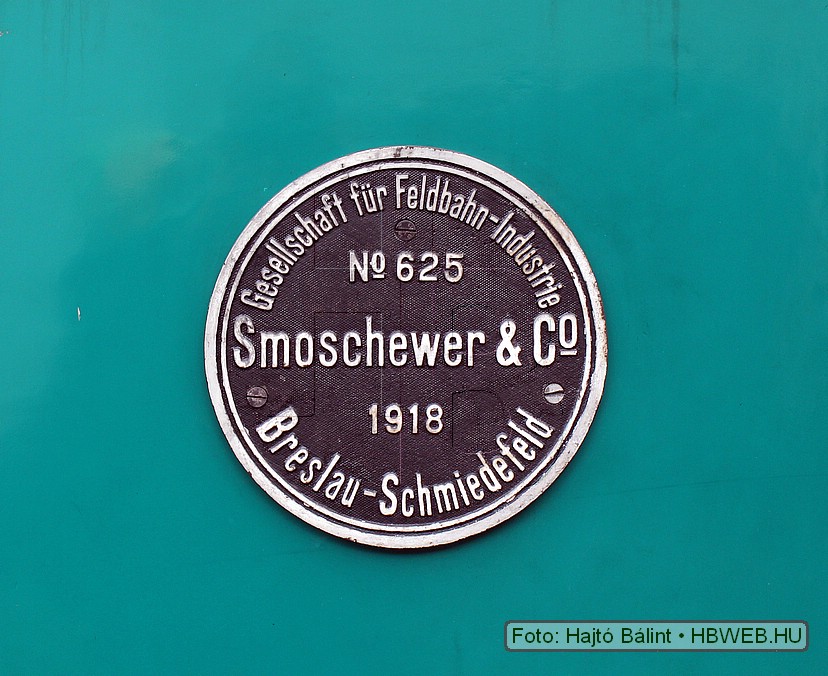 Gesellschaft für Feldbahn-Industrie
Nº 625
Smoschewer & Cº
1918
Breslau-Schmiedefeld
Foto: Hajtó Bálint • HBWEB.HU